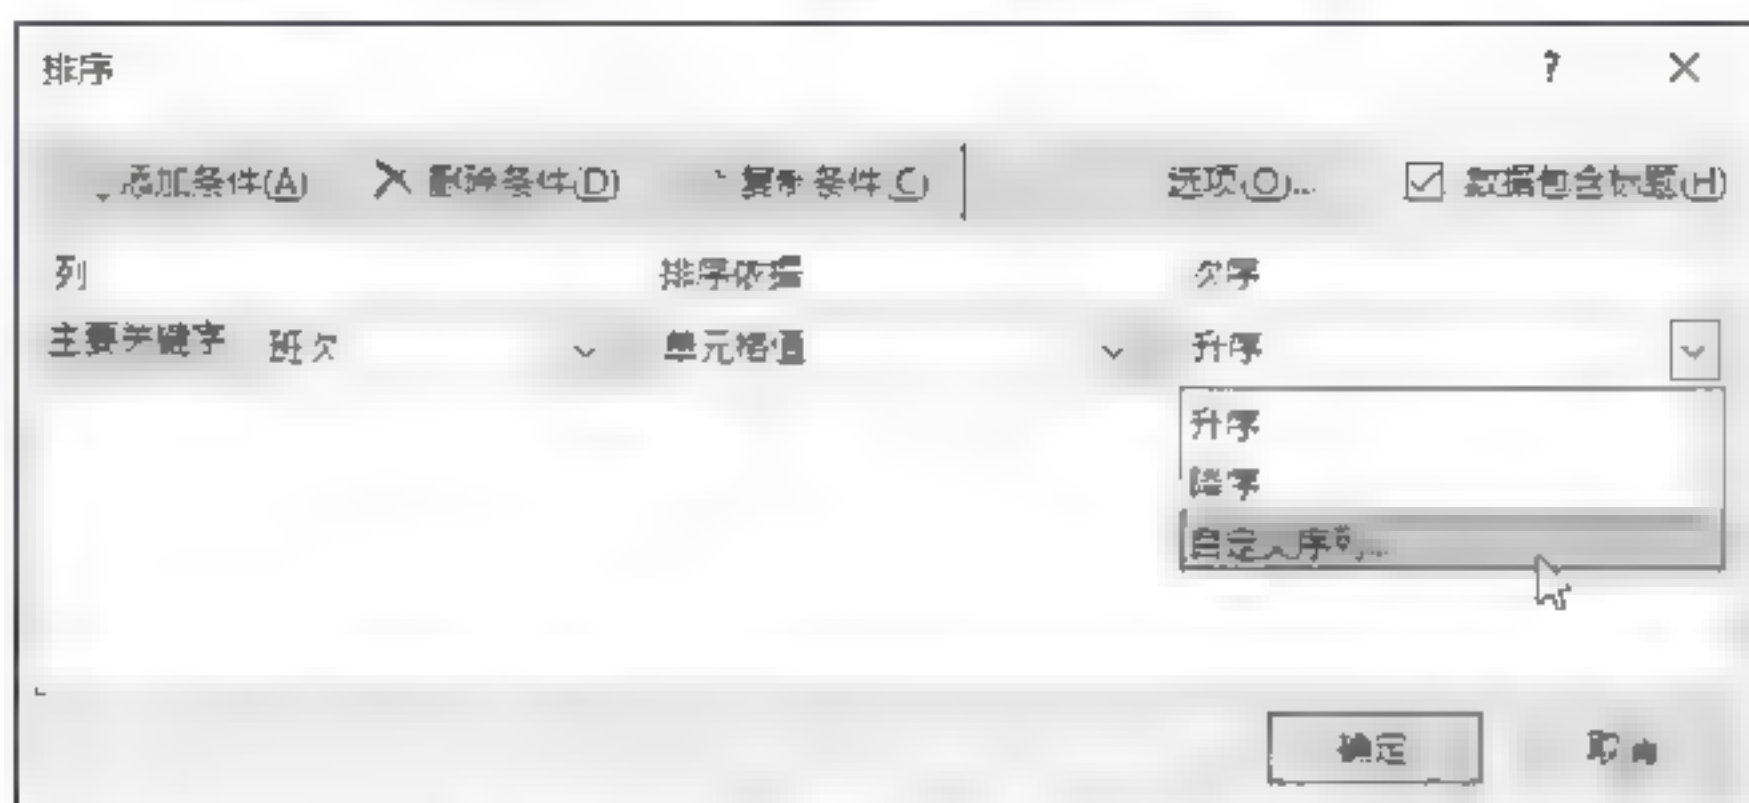 排序 ?
添加条件(A) 删除条件(D) 复制条件(C) 选项(O)... 数据包含标题(H)
列 排序依据 次序
主要关键字 班次 单元格值 升序
升序
降序
自定义序列...
确定 取消